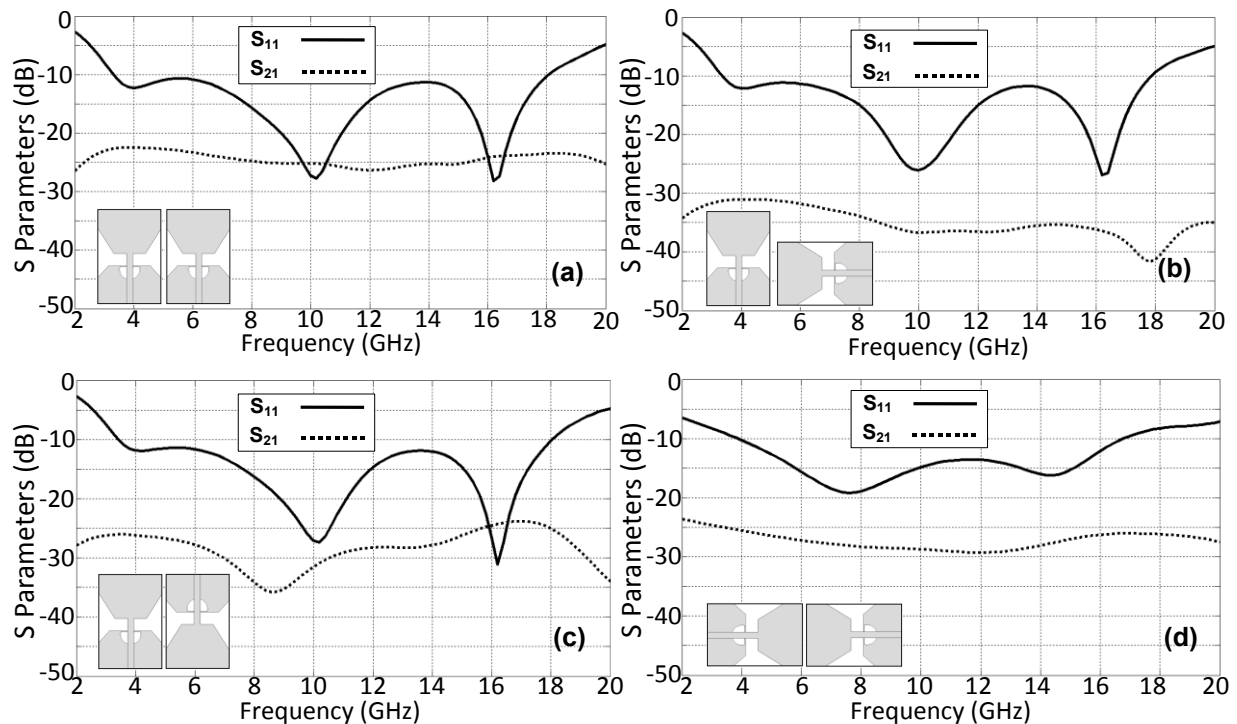 S Parameters (dB)
0
-10
-20
-30
-40
-50
S11
S21
(a)
2 4 6 8 10 12 14 16 18 20
Frequency (GHz)
S Parameters (dB)
0
-10
-20
-30
-40
-50
S11
S21
(b)
2 4 6 8 10 12 14 16 18 20
Frequency (GHz)
S Parameters (dB)
0
-10
-20
-30
-40
-50
S11
S21
(c)
2 4 6 8 10 12 14 16 18 20
Frequency (GHz)
S Parameters (dB)
0
-10
-20
-30
-40
-50
S11
S21
(d)
2 4 6 8 10 12 14 16 18 20
Frequency (GHz)